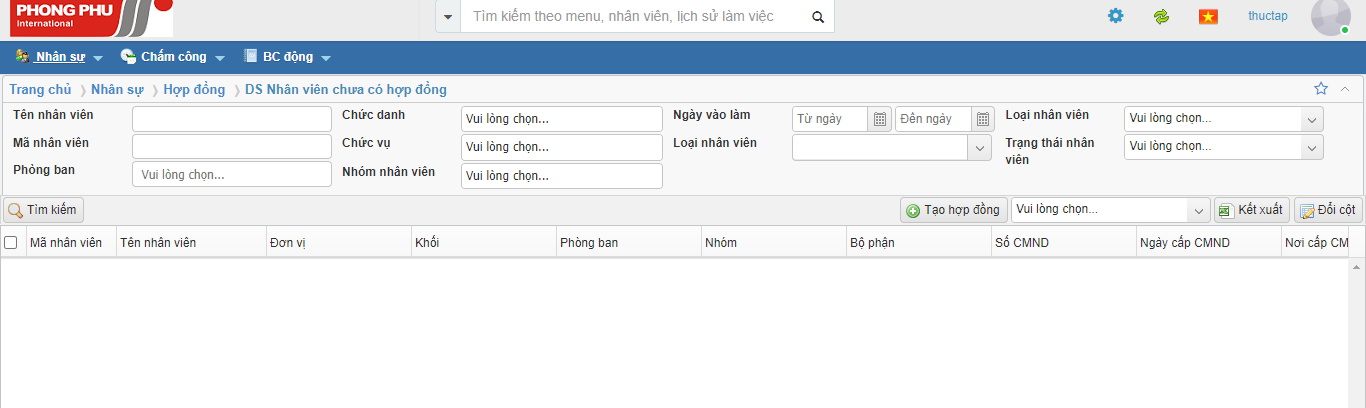 PHONG PHU
International
Tìm kiếm theo menu, nhân viên, lịch sử làm việc
thuctap
Nhân sự Chấm công BC động
Trang chủ Nhân sự Hợp đồng DS Nhân viên chưa có hợp đồng
Tên nhân viên Chức danh Vui lòng chọn... Ngày vào làm Từ ngày Đến ngày Loại nhân viên Vui lòng chọn...
Mã nhân viên Chức vụ Vui lòng chọn... Loại nhân viên Trạng thái nhân viên Vui lòng chọn...
Phòng ban Vui lòng chọn... Nhóm nhân viên Vui lòng chọn...
Tìm kiếm Tạo hợp đồng Vui lòng chọn... Kết xuất Đổi cột
Mã nhân viên Tên nhân viên Đơn vị Khối Phòng ban Nhóm Bộ phận Số CMND Ngày cấp CMND Nơi cấp CM